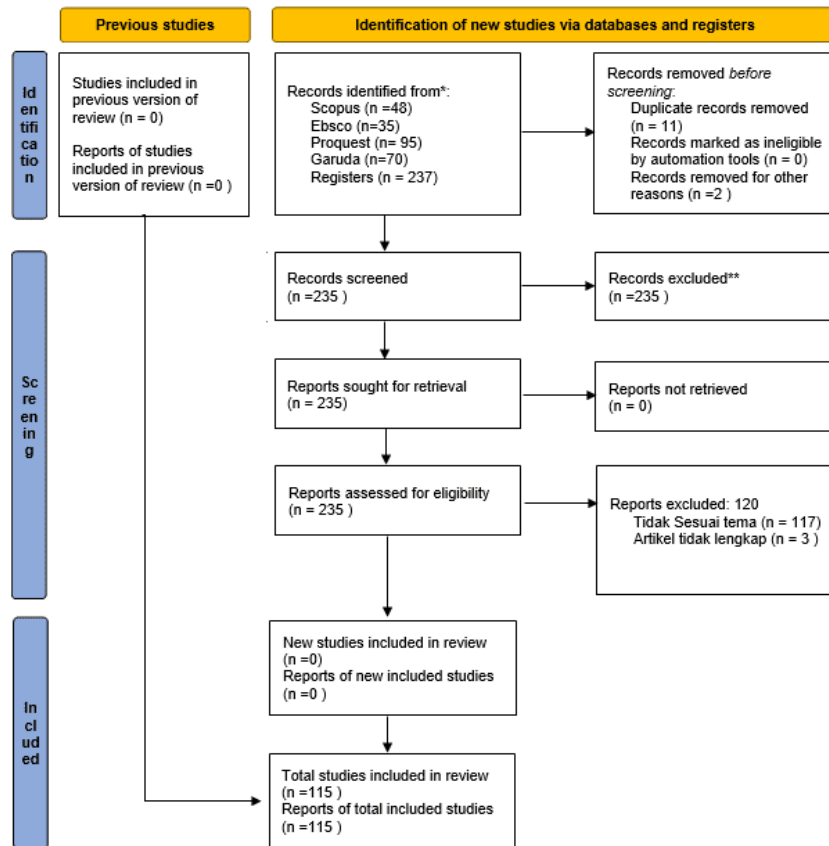 Previous studies
Identification of new studies via databases and registers
Id
en
tifi
ca
tio
n
Studies included in
previous version of
review (n = 0)
Reports of studies
included in previous
version of review (n =0 )
Records identified from*:
Scopus (n =48)
Ebsco (n=35)
Proquest (n= 95)
Garuda (n=70)
Registers (n = 237)
Records removed before
screening:
Duplicate records removed
(n = 11)
Records marked as ineligible
by automation tools (n = 0)
Records removed for other
reasons (n =2 )
Sc
re
en
in
g
Records screened
(n =235 )
Records excluded**
(n =235 )
Reports sought for retrieval
(n = 235)
Reports not retrieved
(n = 0)
Reports assessed for eligibility
(n = 235 )
Reports excluded: 120
Tidak Sesuai tema (n = 117)
Artikel tidak lengkap (n = 3 )
In
cl
ud
ed
New studies included in review
(n =0)
Reports of new included studies
(n =0 )
Total studies included in review
(n =115 )
Reports of total included studies
(n =115 )